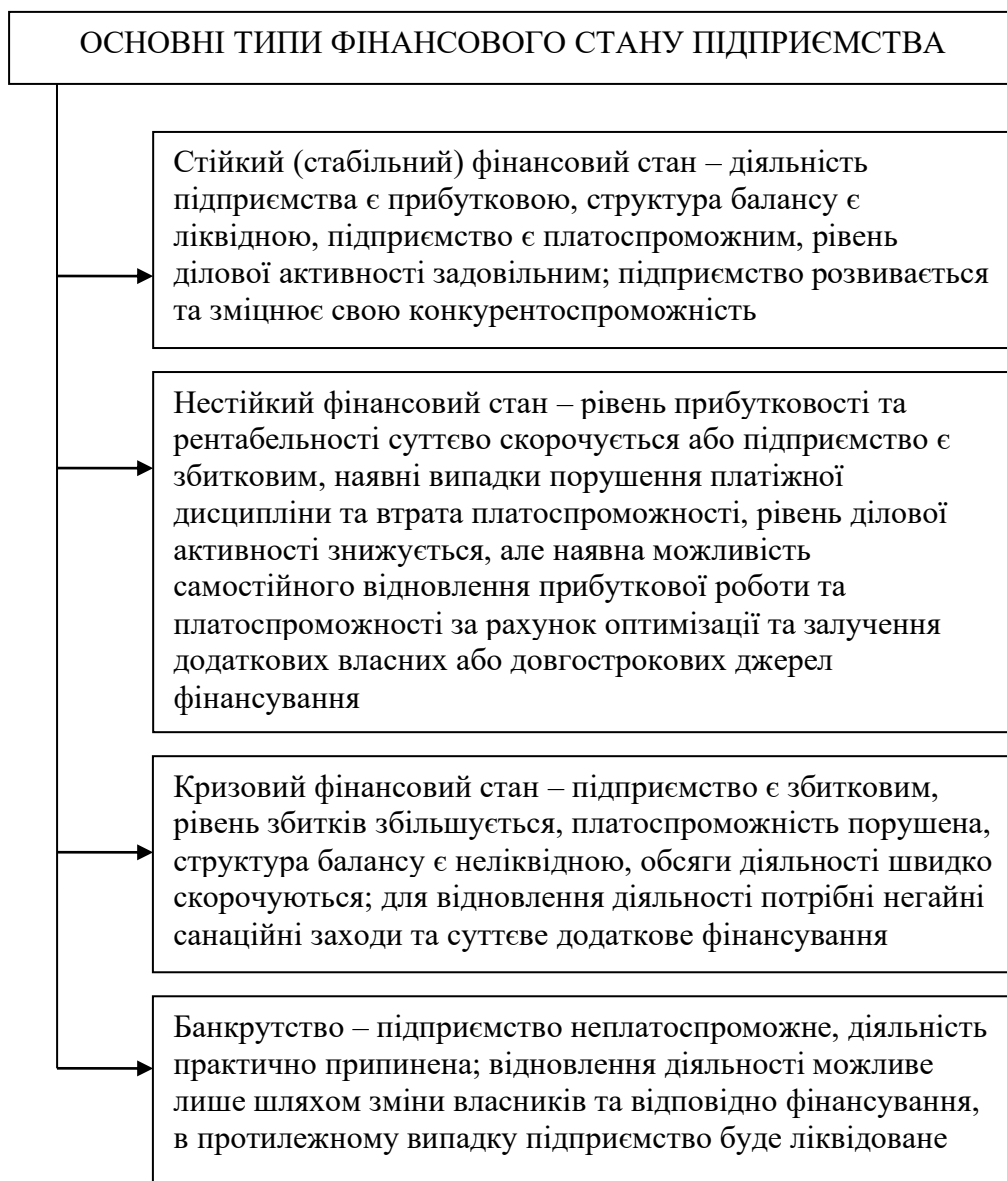 ОСНОВНІ ТИПИ ФІНАНСОВОГО СТАНУ ПІДПРИЄМСТВА
Стійкий (стабільний) фінансовий стан – діяльність
підприємства є прибутковою, структура балансу є
ліквідною, підприємство є платоспроможним, рівень
ділової активності задовільним; підприємство розвивається
та зміцнює свою конкурентоспроможність
Нестійкий фінансовий стан – рівень прибутковості та
рентабельності суттєво скорочується або підприємство є
збитковим, наявні випадки порушення платіжної
дисципліни та втрата платоспроможності, рівень ділової
активності знижується, але наявна можливість
самостійного відновлення прибуткової роботи та
платоспроможності за рахунок оптимізації та залучення
додаткових власних або довгострокових джерел
фінансування
Кризовий фінансовий стан – підприємство є збитковим,
рівень збитків збільшується, платоспроможність порушена,
структура балансу є неліквідною, обсяги діяльності швидко
скорочуються; для відновлення діяльності потрібні негайні
санаційні заходи та суттєве додаткове фінансування
Банкрутство – підприємство неплатоспроможне, діяльність
практично припинена; відновлення діяльності можливе
лише шляхом зміни власників та відповідно фінансування,
в протилежному випадку підприємство буде ліквідоване